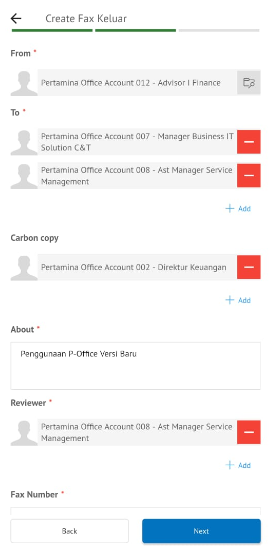 Create Fax Keluar
From *
Pertamina Office Account 012 - Advisor I Finance
To *
Pertamina Office Account 007 - Manager Business IT
Solution C&T
Pertamina Office Account 008 - Ast Manager Service
Management
Add
Carbon copy
Pertamina Office Account 002 - Direktur Keuangan
Add
About *
Penggunaan P-Office Versi Baru
Reviewer *
Pertamina Office Account 008 - Ast Manager Service
Management
Add
Fax Number *
Back
Next